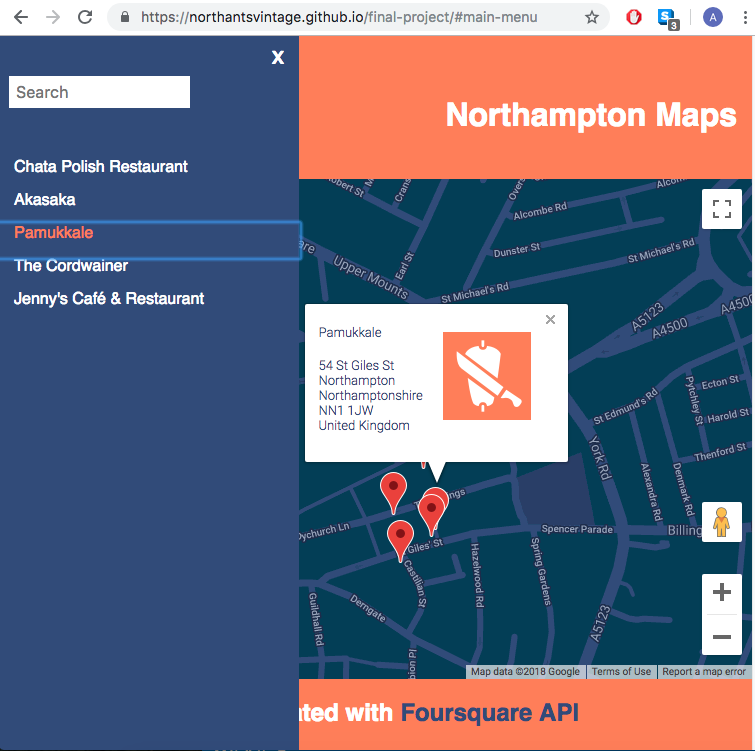 https://northantsvintage.github.io/final-project/#main-menu
3
A
x
Search
Northampton Maps
Chata Polish Restaurant
Akasaka
Pamukkale
The Cordwainer
Jenny's Café & Restaurant
Alcombe Rd
Dunster St
Earl St
Upper Mounts
St Michael's Rd
St Michael's Rd
A5123
A4500
A4500
Pamukkale
54 St Giles St
Northampton
Northamptonshire
NN1 1JW
United Kingdom
Ecton St
Pytchley St
Harold St
St Edmund's Rd
Thenford St
York Rd
Alexandra Rd
Denmark Rd
Spencer Parade
Giles' St
Castilian St
Hazelwood Rd
Spring Gardens
Derngate
Guildhall Rd
A5123
Map data ©2018 Google
Terms of Use
Report a map error
with Foursquare API